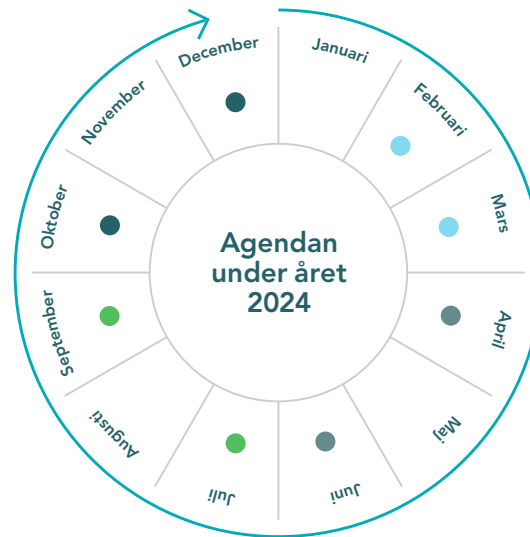 Januari
Februari
Mars
April
Maj
Juni
Juli
Augusti
September
Oktober
November
December
Agendan
under året
2024